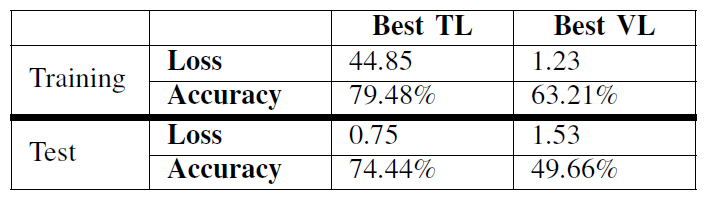 Best TL Best VL
Training Loss 44.85 1.23
Accuracy 79.48% 63.21%
Test Loss 0.75 1.53
Accuracy 74.44% 49.66%